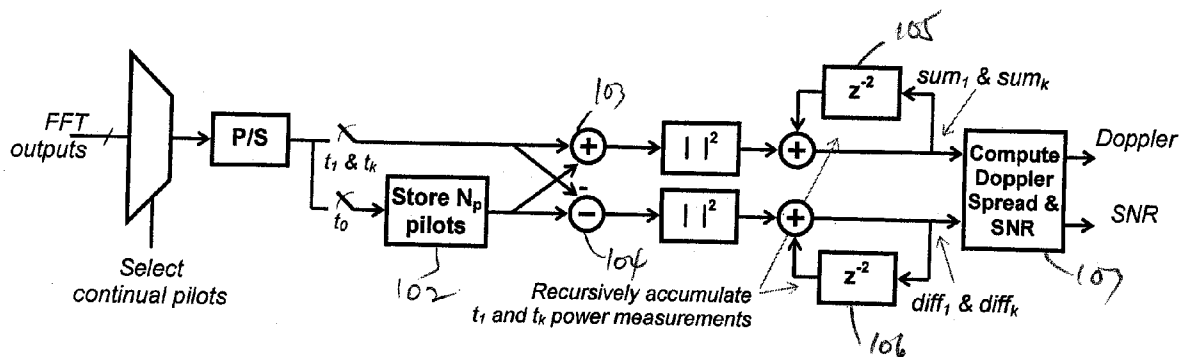 105
sum1 & sumk
z-2
103
FFT
outputs
P/S
t1 & tk
+
| |2
+
Doppler
Compute
Doppler
Spread &
SNR
-
t0
Store Np
pilots
−
| |2
+
SNR
Select
continual pilots
102
104
Recursively accumulate
t1 and tk power measurements
z-2
diff1 & diffk
107
106